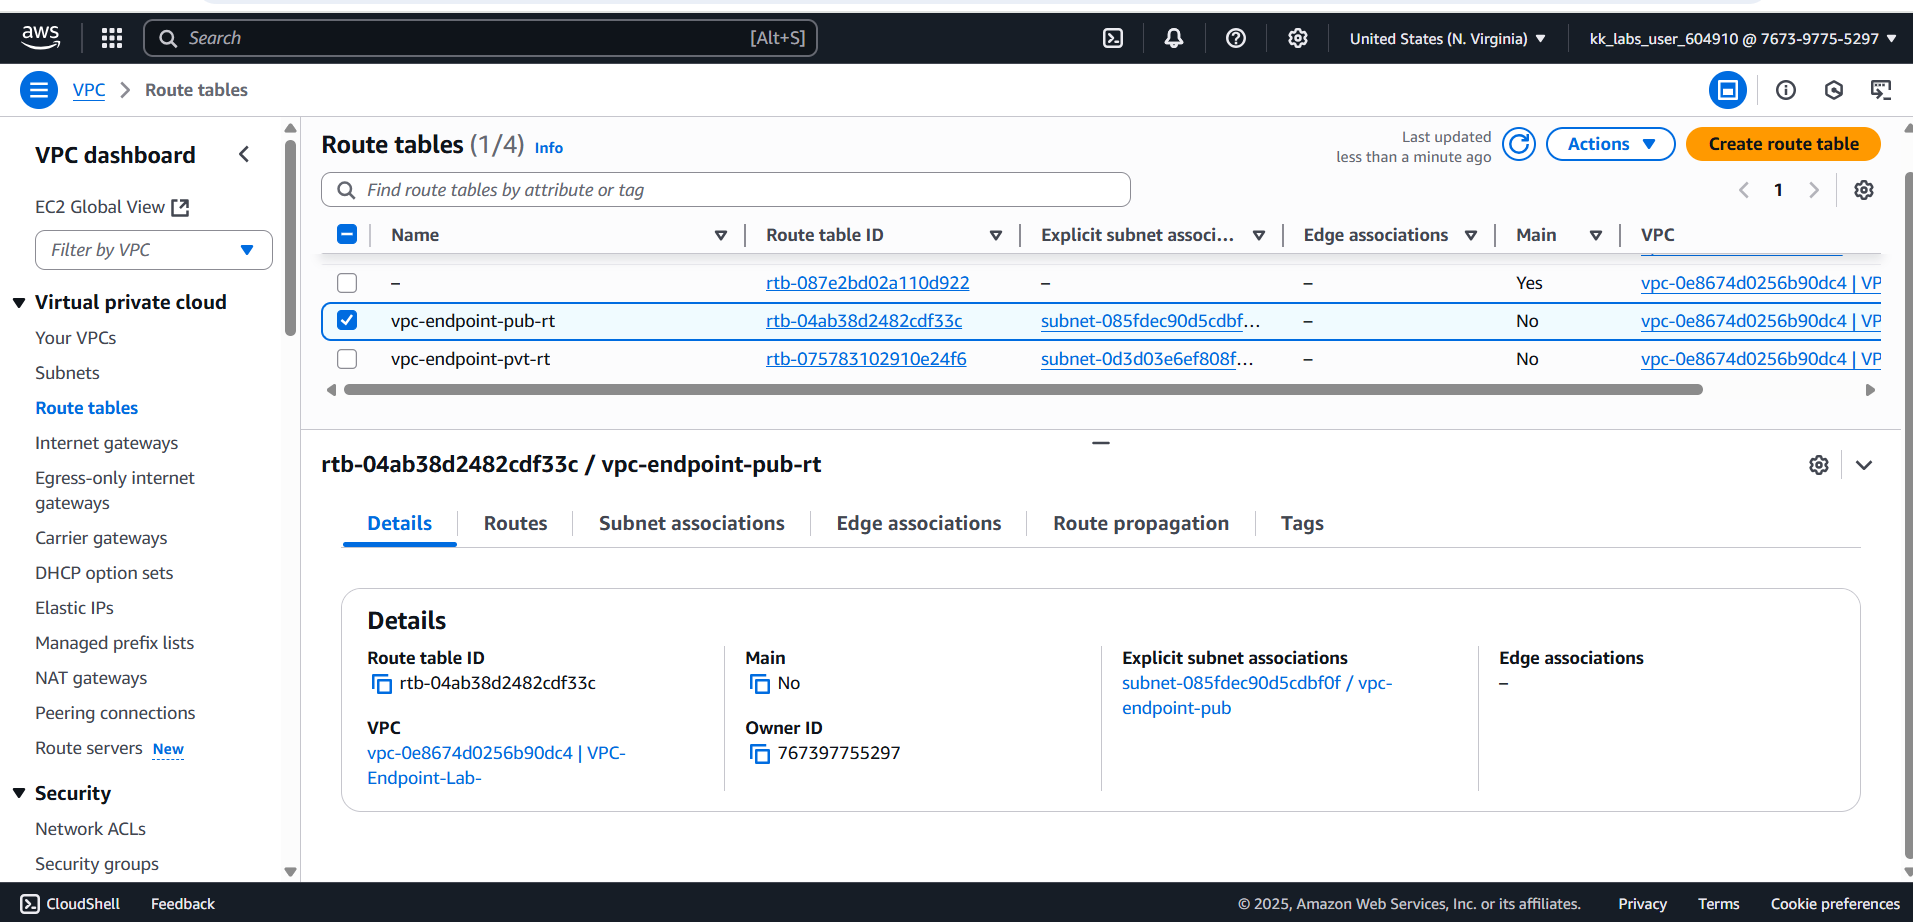 aws
Search [Alt+S]
United States (N. Virginia)
kk_labs_user_604910 @ 7673-9775-5297
VPC
Route tables
VPC dashboard
EC2 Global View
Filter by VPC
Virtual private cloud
Your VPCs
Subnets
Route tables
Internet gateways
Egress-only internet
gateways
Carrier gateways
DHCP option sets
Elastic IPs
Managed prefix lists
NAT gateways
Peering connections
Route servers New
Security
Network ACLs
Security groups
Route tables (1/4) Info
Last updated
less than a minute ago
Actions
Create route table
Find route tables by attribute or tag
1
Name Route table ID Explicit subnet associ... Edge associations Main VPC
– rtb-087e2bd02a110d922 – – Yes vpc-0e8674d0256b90dc4 | VP
vpc-endpoint-pub-rt rtb-04ab38d2482cdf33c subnet-085fdec90d5cdbf... – No vpc-0e8674d0256b90dc4 | VP
vpc-endpoint-pvt-rt rtb-075783102910e24f6 subnet-0d3d03e6ef808f... – No vpc-0e8674d0256b90dc4 | VP
rtb-04ab38d2482cdf33c / vpc-endpoint-pub-rt
Details Routes Subnet associations Edge associations Route propagation Tags
Details
Route table ID
rtb-04ab38d2482cdf33c
VPC
vpc-0e8674d0256b90dc4 | VPC-
Endpoint-Lab-
Main
No
Owner ID
767397755297
Explicit subnet associations
subnet-085fdec90d5cdbf0f / vpc-
endpoint-pub
Edge associations
–
CloudShell Feedback
© 2025, Amazon Web Services, Inc. or its affiliates. Privacy Terms Cookie preferences